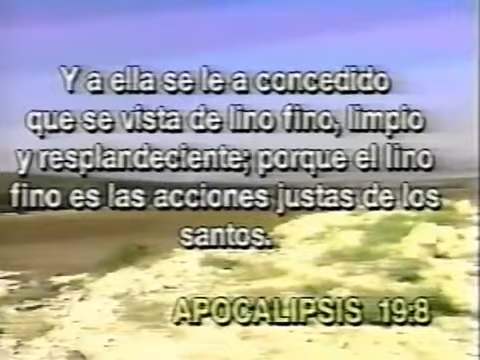 Y a ella se le a concedido
que se vista de lino fino, limpio
y resplandeciente; porque el lino
fino es las acciones justas de los
santos.
APOCALIPSIS 19:8